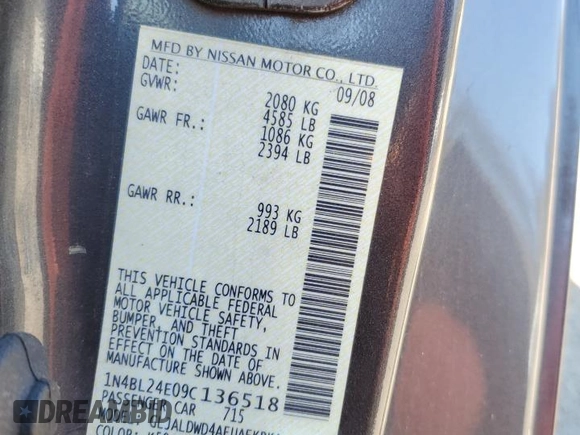 MFD BY NISSAN MOTOR CO., LTD.
DATE: 09/08
GVWR: 2080 KG
4585 LB
GAWR FR.: 1086 KG
2394 LB
GAWR RR.: 993 KG
2189 LB
THIS VEHICLE CONFORMS TO
ALL APPLICABLE FEDERAL
MOTOR VEHICLE SAFETY,
BUMPER, AND THEFT
PREVENTION STANDARDS IN
EFFECT ON THE DATE OF
MANUFACTURE SHOWN ABOVE.
1N4BL24E09C136518
PASSENGER CAR 715
COLOR:
DREAMBID